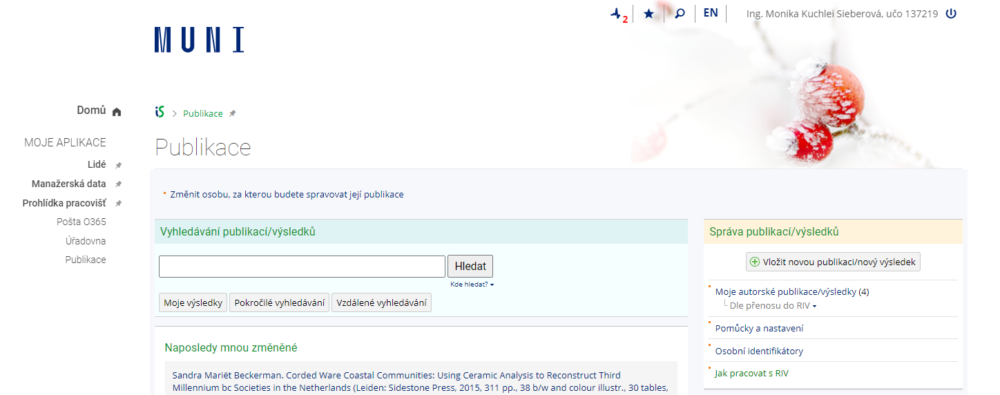 2
EN
Ing. Monika Kuchlei Sieberová, učo 137219
MUNI
Domů
MOJE APLIKACE
Lidé
Manažerská data
Prohlídka pracovišť
Pošta O365
Úřadovna
Publikace
iS > Publikace
Publikace
Změnit osobu, za kterou budete spravovat její publikace
Vyhledávání publikací/výsledků
Hledat
Kde hledat?
Moje výsledky Pokročilé vyhledávání Vzdálené vyhledávání
Naposledy mnou změněné
Sandra Mariët Beckerman. Corded Ware Coastal Communities: Using Ceramic Analysis to Reconstruct Third
Millennium bc Societies in the Netherlands (Leiden: Sidestone Press, 2015, 311 pp., 38 b/w and colour illustr., 30 tables,
Správa publikací/výsledků
Vložit novou publikaci/nový výsledek
Moje autorské publikace/výsledky (4)
Dle přenosu do RIV
Pomůcky a nastavení
Osobní identifikátory
Jak pracovat s RIV